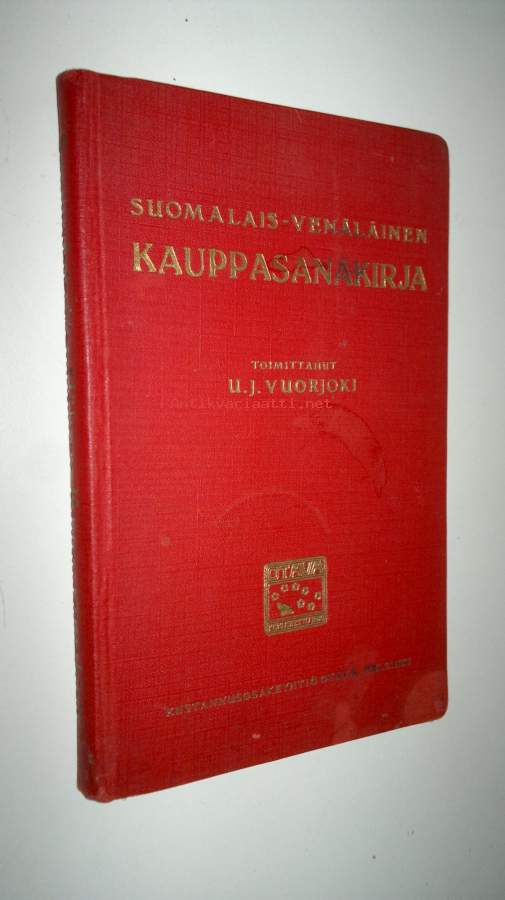 SUOMALAIS-VENÄLÄINEN
KAUPPASANAKIRJA
TOIMITTANUT
U.J.VUORJOKI
antikvariaatti.net
OTAVA
KUSTANNUSOSAKEYHTIÖ OTAVA, HELSINKI